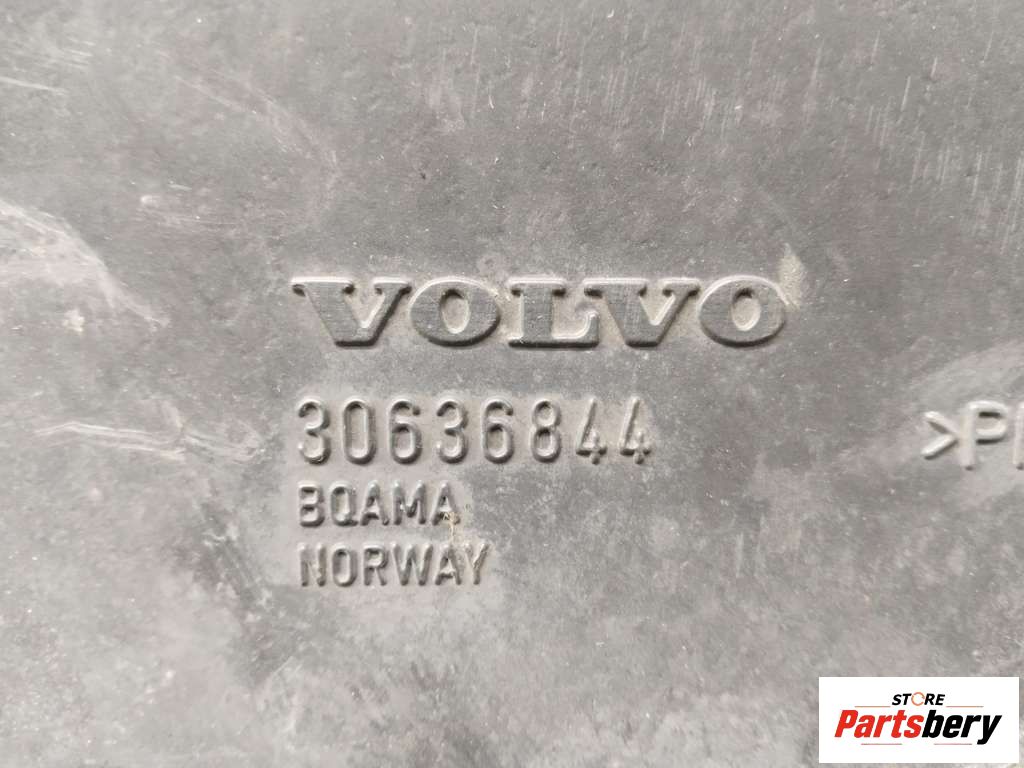 VOLVO
30636844
BQAMA
NORWAY
STORE
Partsbery